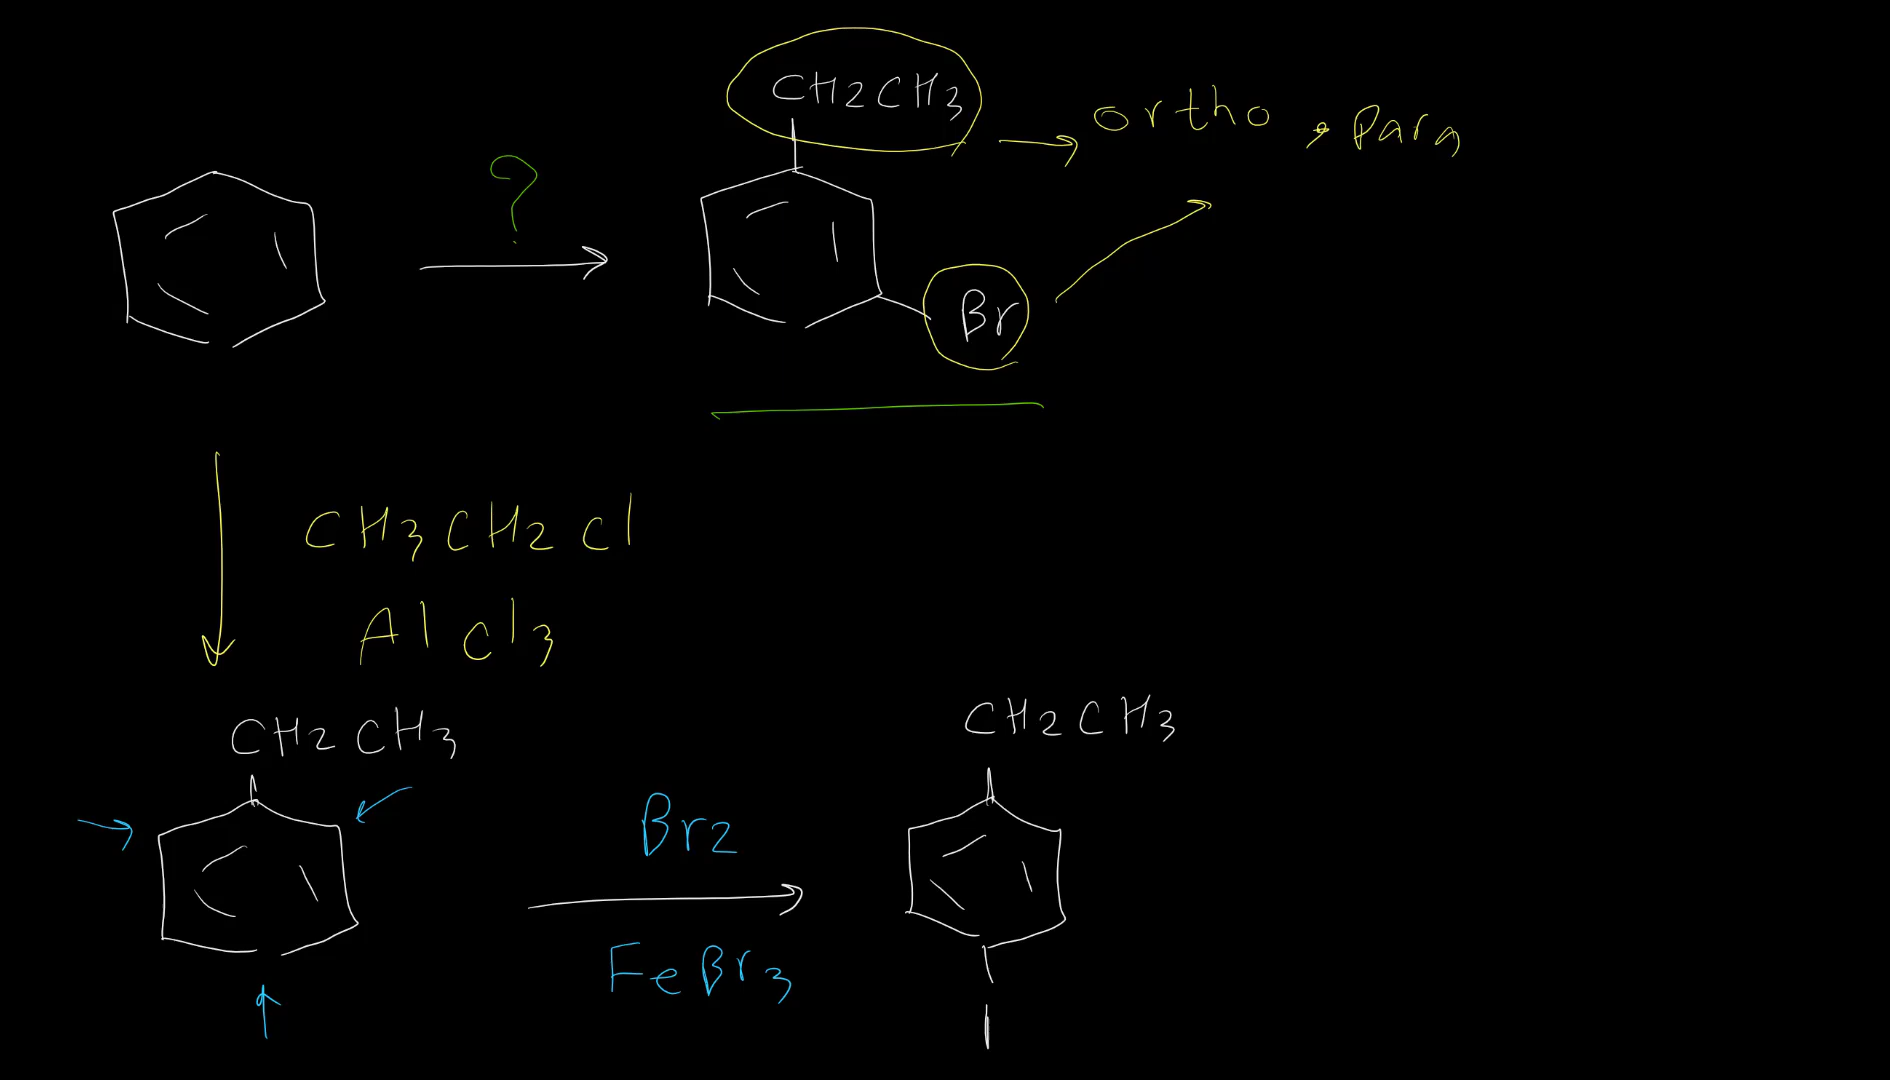 CH2CH3
ortho, Para
?
Br
CH3CH2Cl
AlCl3
CH2CH3
Br2
FeBr3
CH2CH3